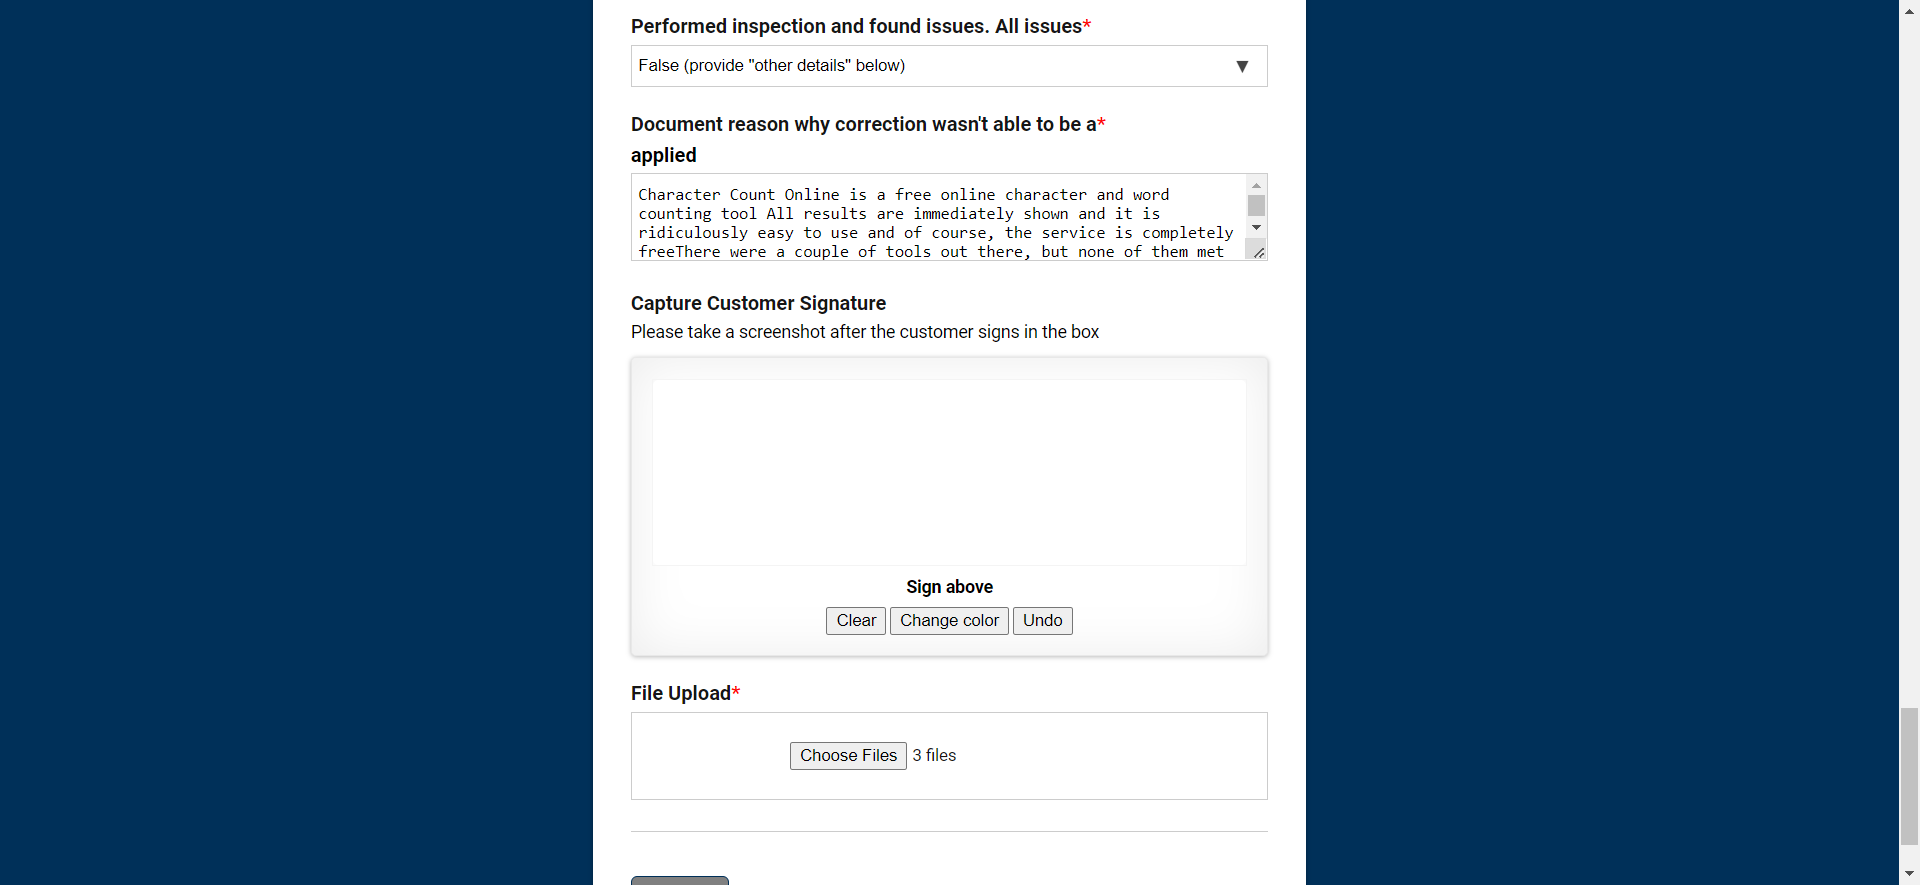 Performed inspection and found issues. All issues*
False (provide "other details" below)
Document reason why correction wasn't able to be a*
applied
Character Count Online is a free online character and word
counting tool All results are immediately shown and it is
ridiculously easy to use and of course, the service is completely
freeThere were a couple of tools out there, but none of them met
Capture Customer Signature
Please take a screenshot after the customer signs in the box
Sign above
Clear Change color Undo
File Upload*
Choose Files 3 files